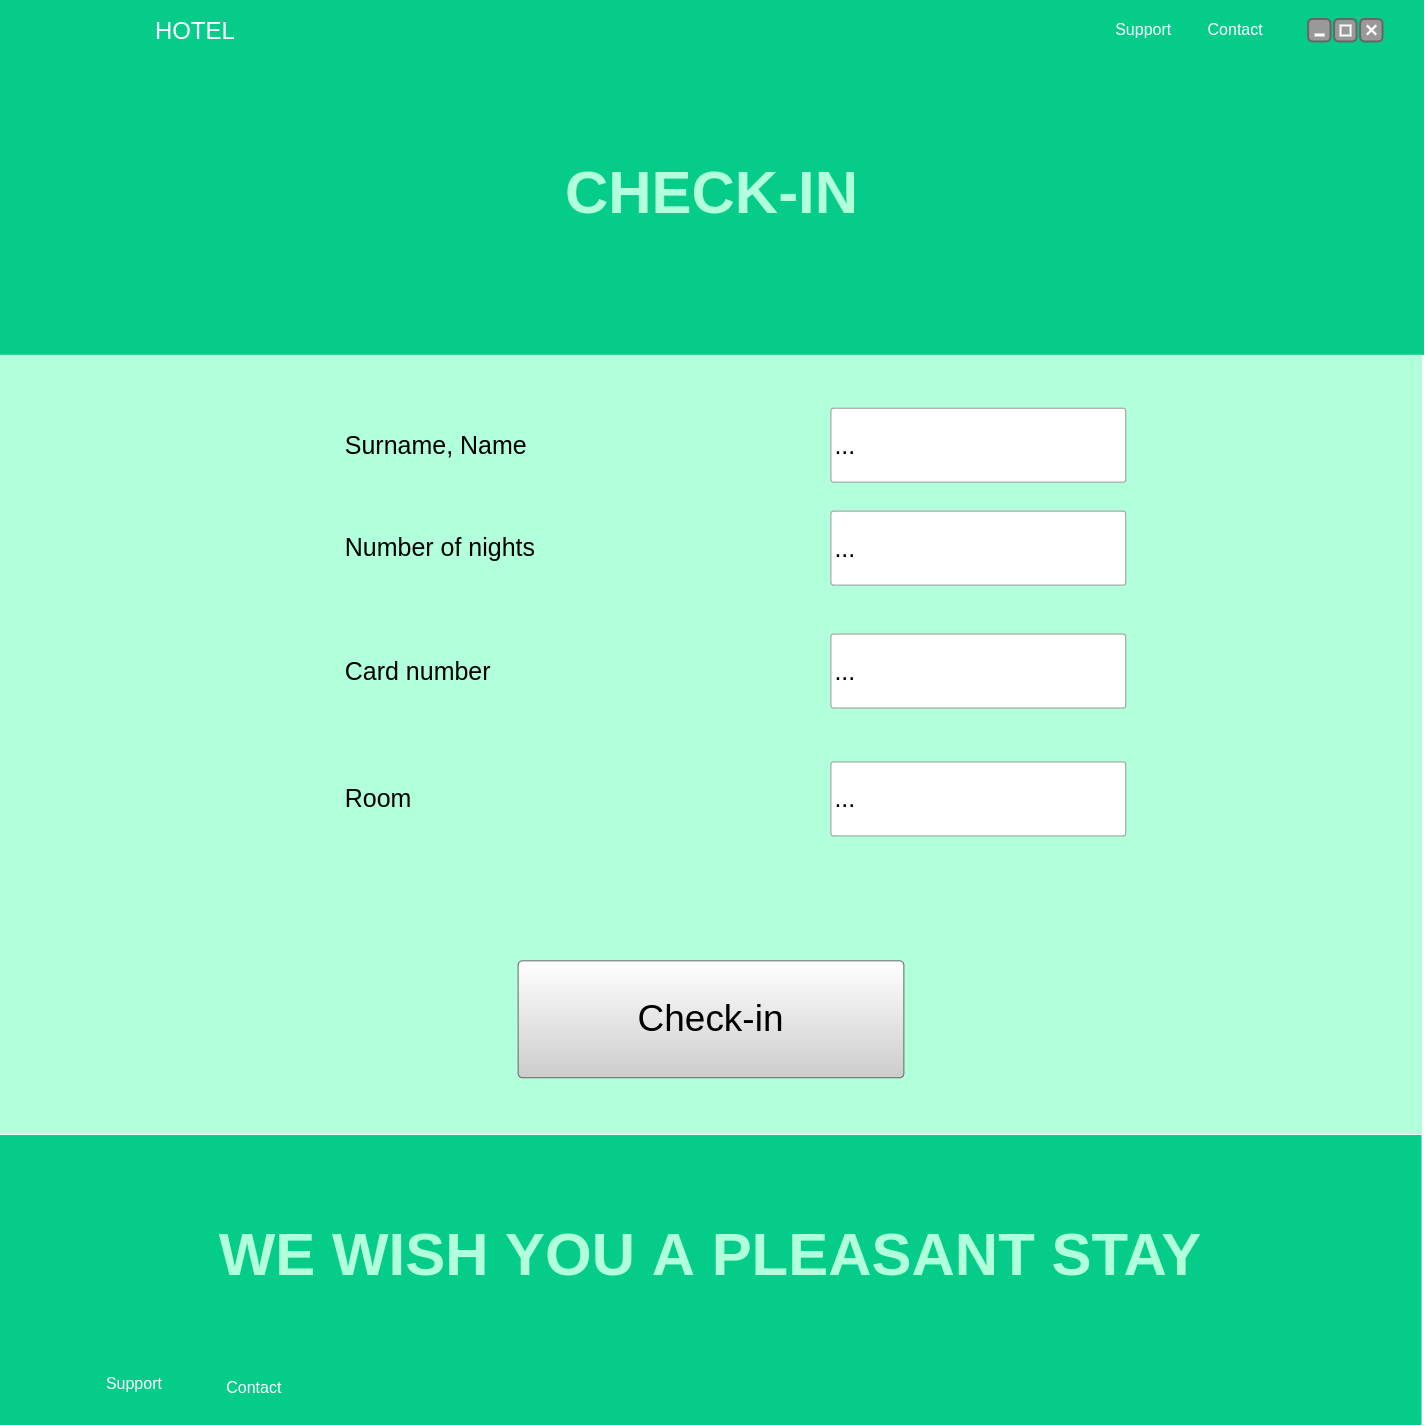 HOTEL
Support
Contact
CHECK-IN
Surname, Name
...
Number of nights
...
Card number
...
Room
...
Check-in
WE WISH YOU A PLEASANT STAY
Support
Contact